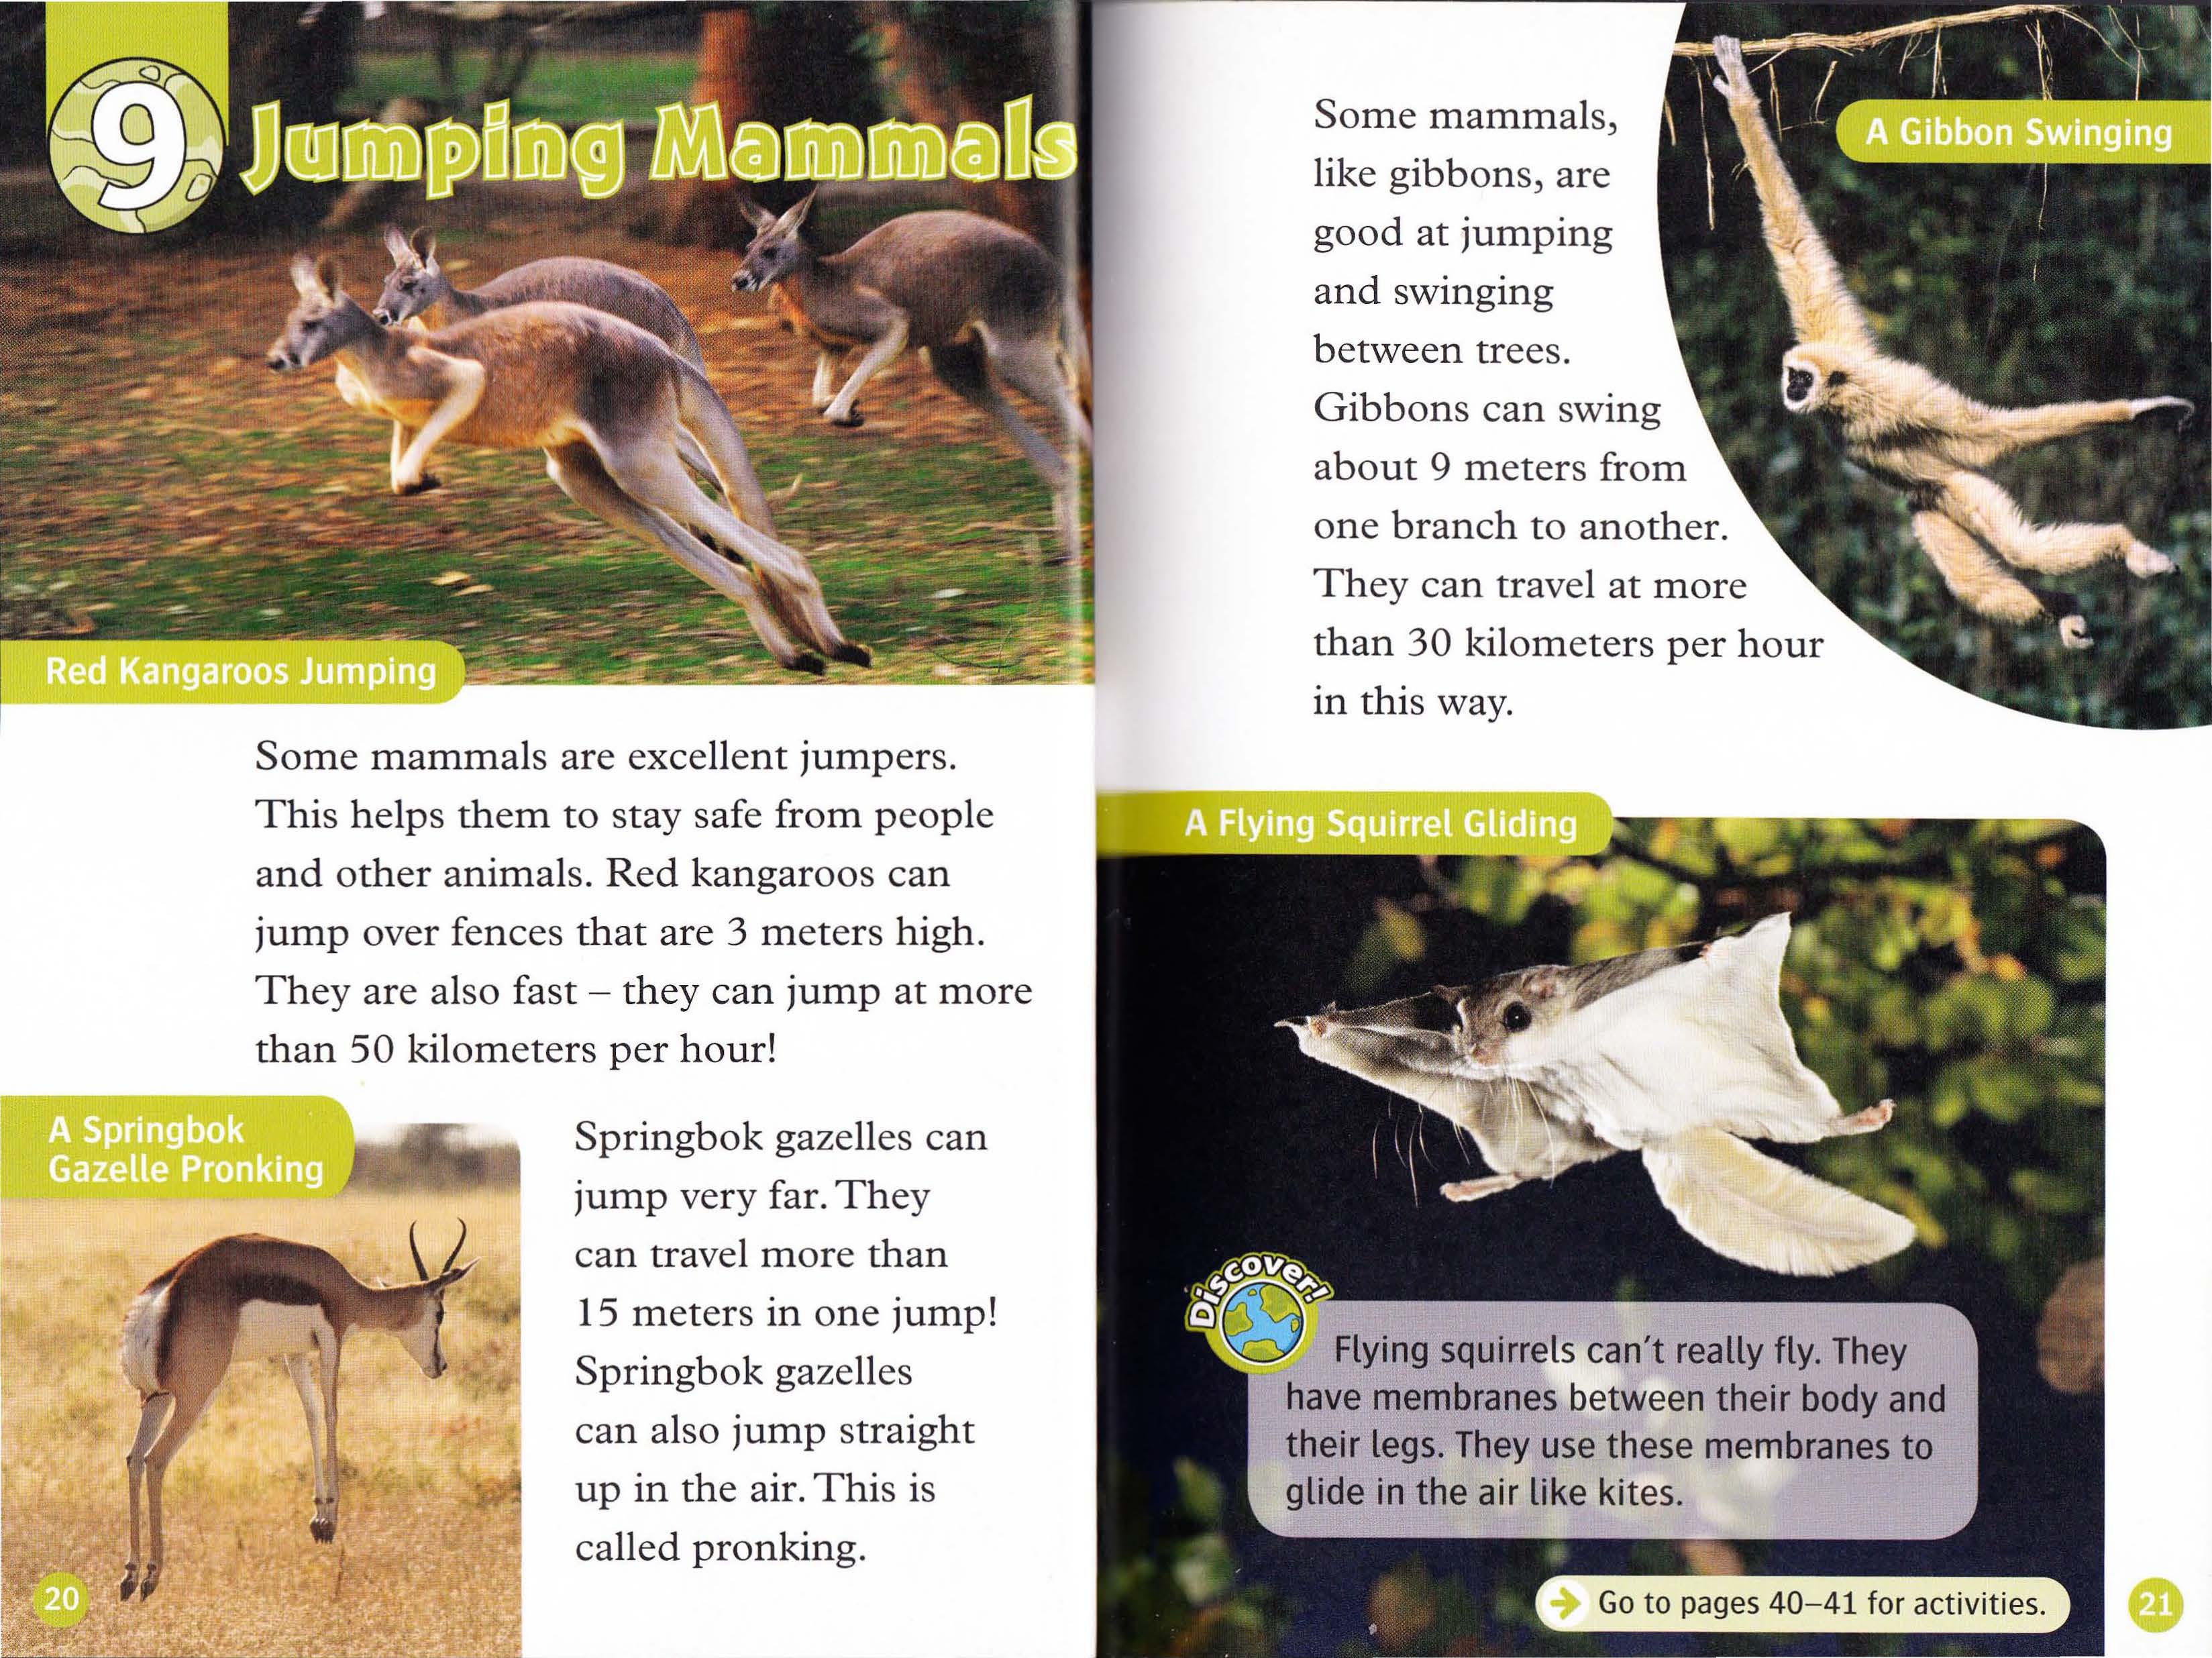 9
Jumping Mammals
Red Kangaroos Jumping
Some mammals are excellent jumpers.
This helps them to stay safe from people
and other animals. Red kangaroos can
jump over fences that are 3 meters high.
They are also fast – they can jump at more
than 50 kilometers per hour!
A Springbok
Gazelle Pronking
Springbok gazelles can
jump very far. They
can travel more than
15 meters in one jump!
Springbok gazelles
can also jump straight
up in the air. This is
called pronking.
20
Some mammals,
like gibbons, are
good at jumping
and swinging
between trees.
Gibbons can swing
about 9 meters from
one branch to another.
They can travel at more
than 30 kilometers per hour
in this way.
A Gibbon Swinging
A Flying Squirrel Gliding
Discover!
Flying squirrels can't really fly. They
have membranes between their body and
their legs. They use these membranes to
glide in the air like kites.
Go to pages 40–41 for activities.
21